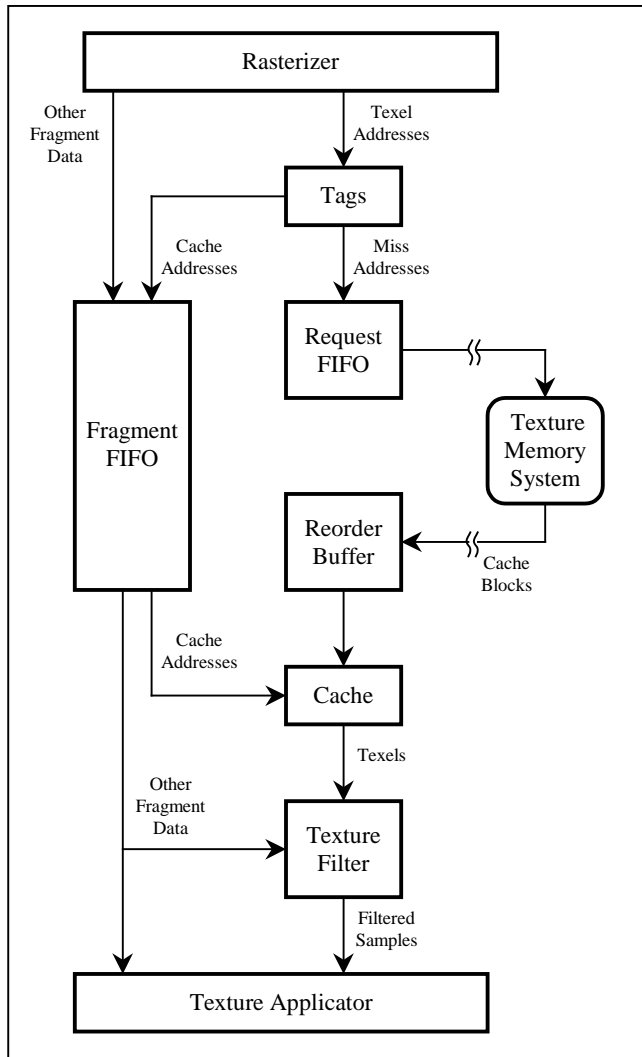 Rasterizer
Other
Fragment
Data
Texel
Addresses
Tags
Cache
Addresses
Miss
Addresses
Request
FIFO
Fragment
FIFO
Texture
Memory
System
Reorder
Buffer
Cache
Blocks
Cache
Addresses
Cache
Texels
Other
Fragment
Data
Texture
Filter
Filtered
Samples
Texture Applicator